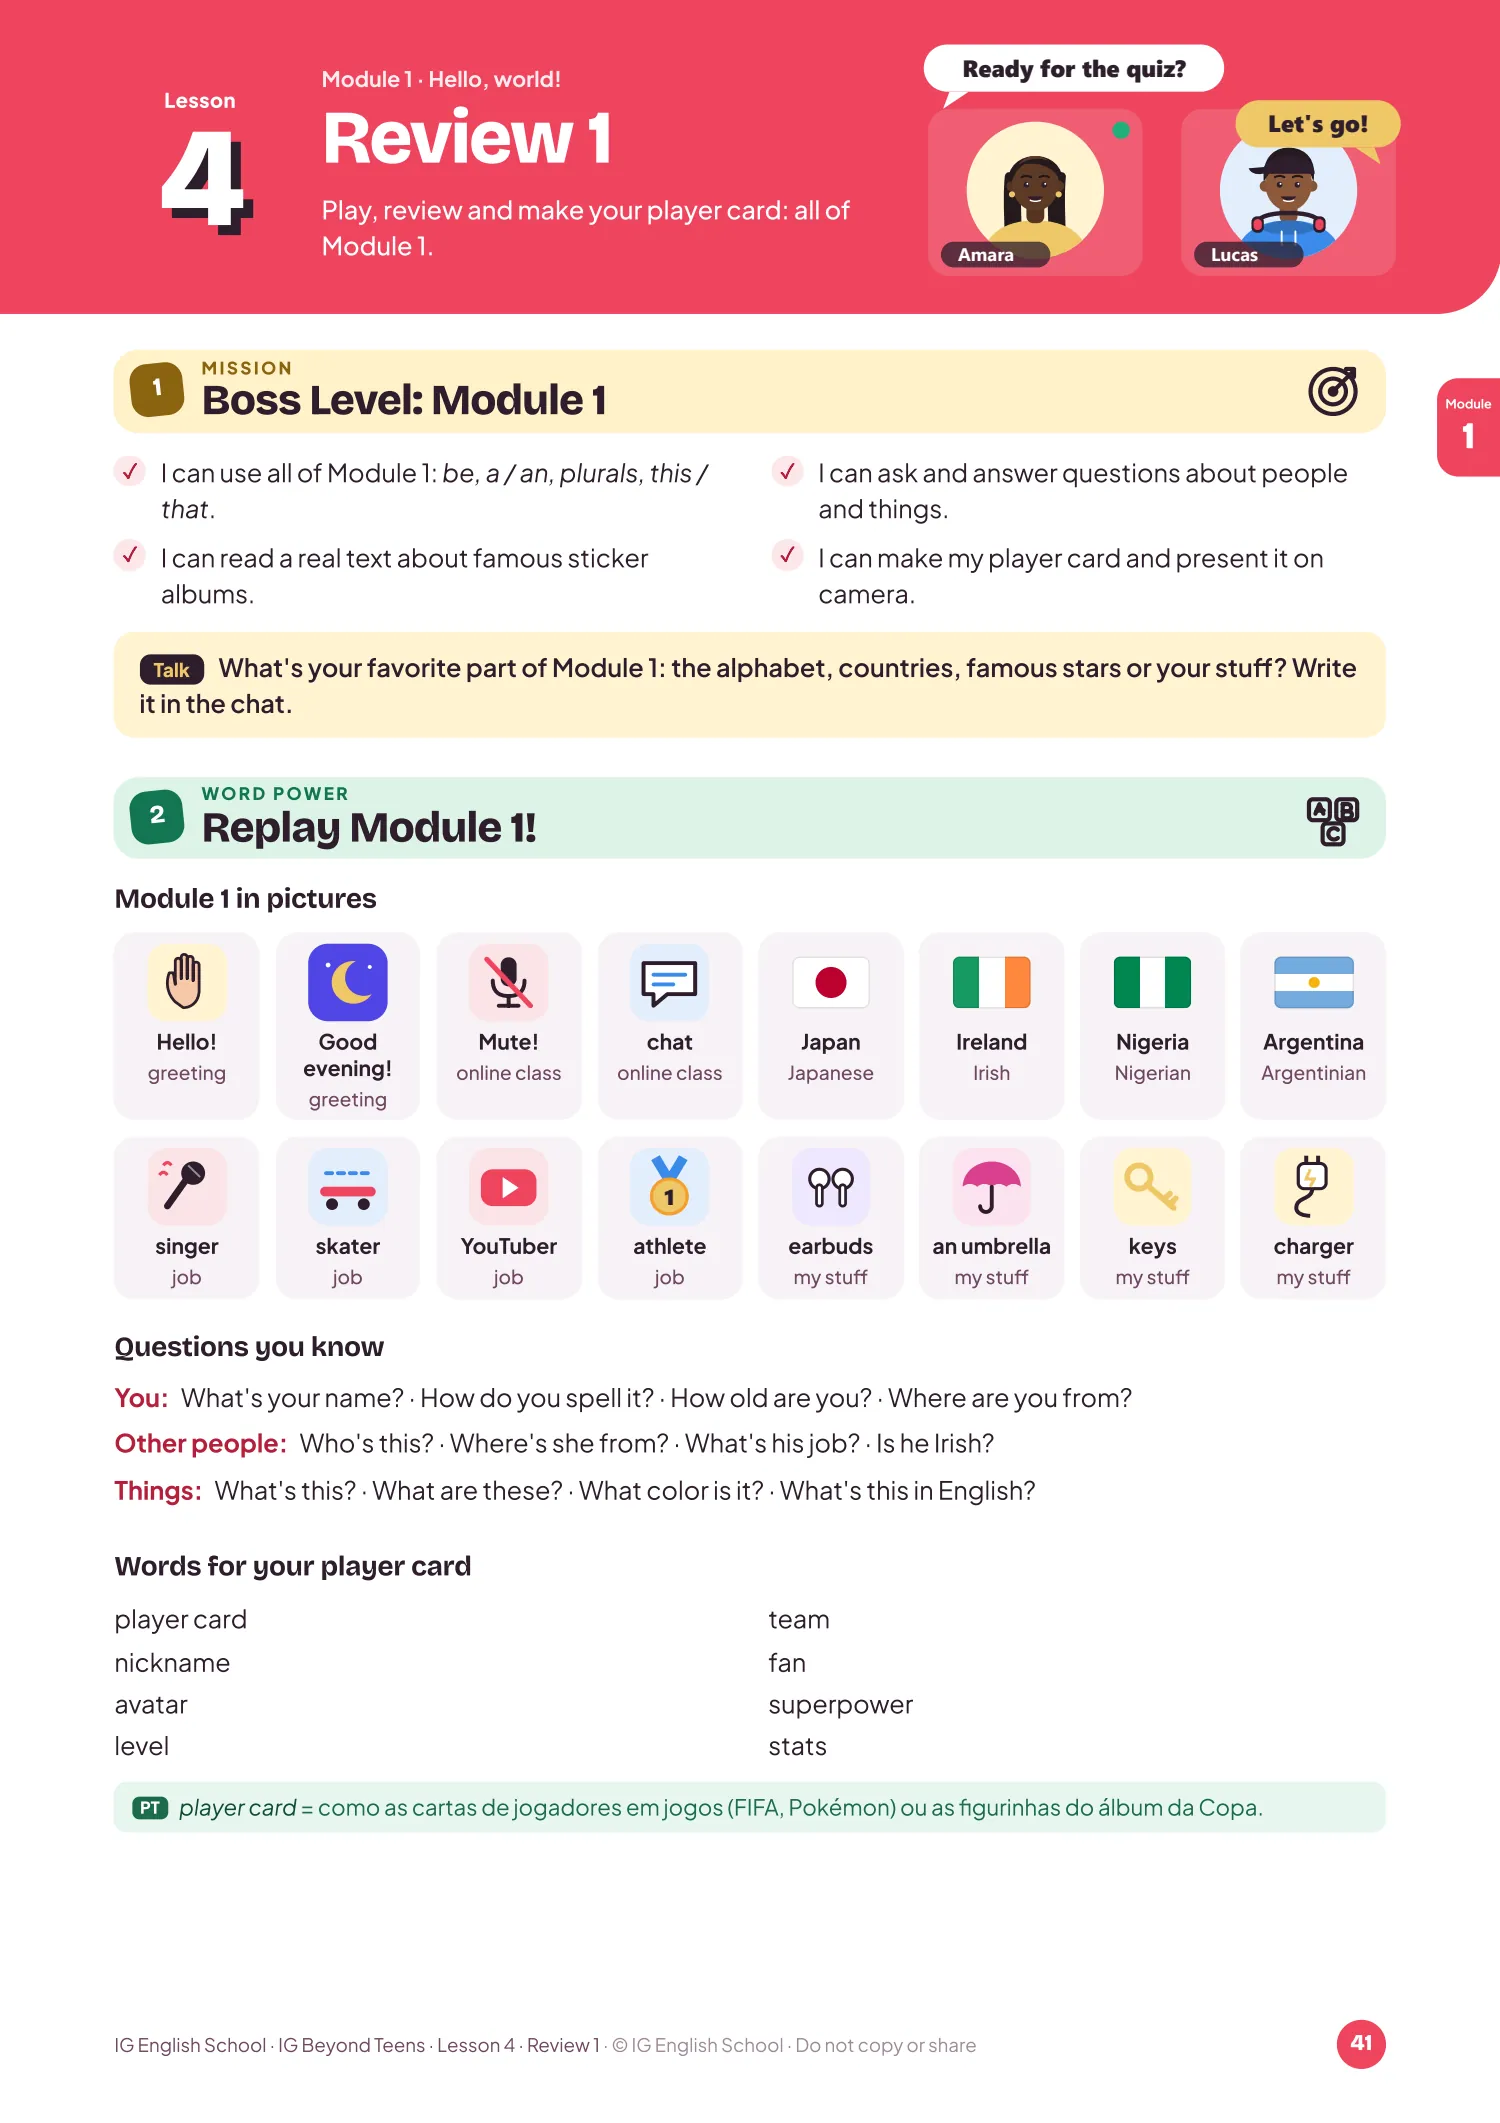 Lesson
4
Module 1 · Hello, world!
Review 1
Play, review and make your player card: all of
Module 1.
Ready for the quiz?
Let's go!
Amara
Lucas
Module
1
1
MISSION
Boss Level: Module 1
I can use all of Module 1: be, a / an, plurals, this /
that.
I can ask and answer questions about people
and things.
I can read a real text about famous sticker
albums.
I can make my player card and present it on
camera.
Talk What's your favorite part of Module 1: the alphabet, countries, famous stars or your stuff? Write
it in the chat.
2
WORD POWER
Replay Module 1!
A B
C
Module 1 in pictures
Hello!
greeting
Good
evening!
greeting
Mute!
online class
chat
online class
Japan
Japanese
Ireland
Irish
Nigeria
Nigerian
Argentina
Argentinian
singer
job
skater
job
YouTuber
job
1
athlete
job
earbuds
my stuff
an umbrella
my stuff
keys
my stuff
charger
my stuff
Questions you know
You: What's your name? · How do you spell it? · How old are you? · Where are you from?
Other people: Who's this? · Where's she from? · What's his job? · Is he Irish?
Things: What's this? · What are these? · What color is it? · What's this in English?
Words for your player card
player card
nickname
avatar
level
team
fan
superpower
stats
PT player card = como as cartas de jogadores em jogos (FIFA, Pokémon) ou as figurinhas do álbum da Copa.
IG English School · IG Beyond Teens · Lesson 4 · Review 1 · © IG English School · Do not copy or share
41